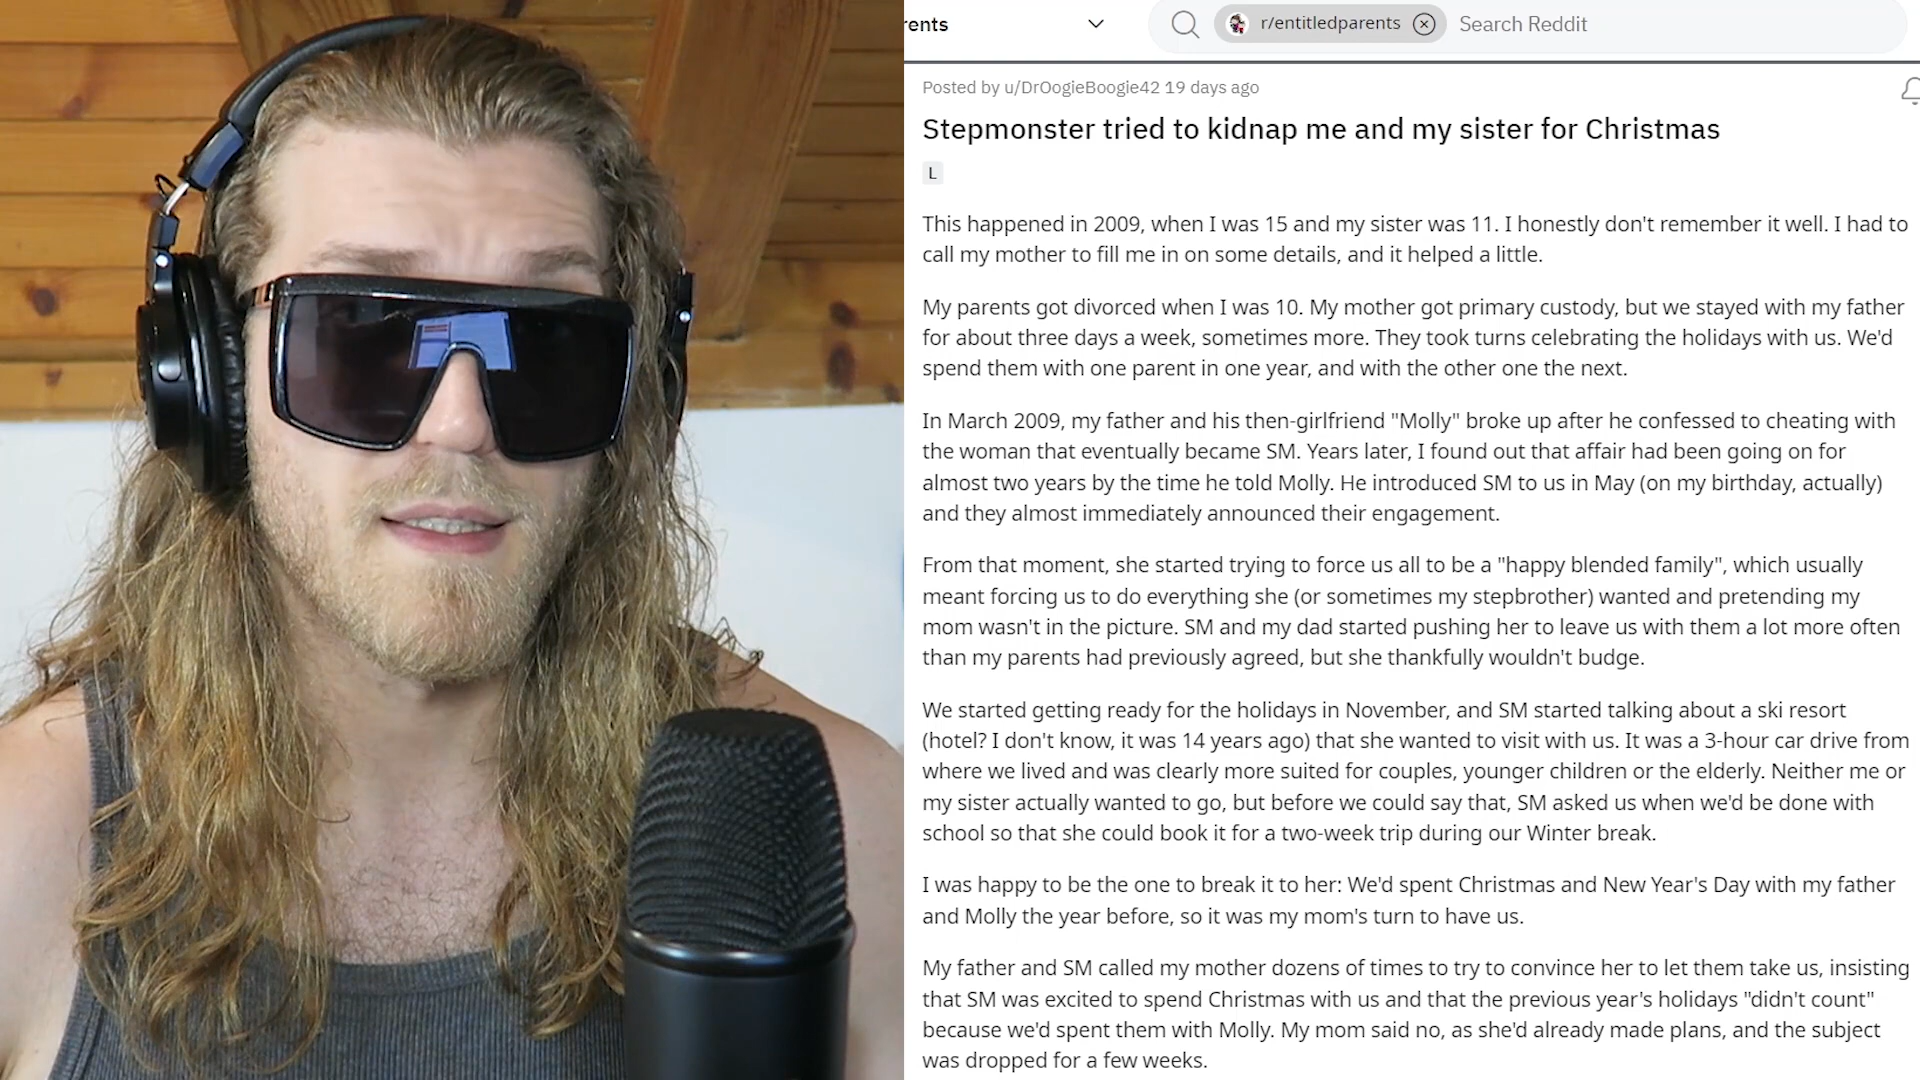 rents
r/entitledparents
Search Reddit
Posted by u/DrOogieBoogie42 19 days ago
Stepmonster tried to kidnap me and my sister for Christmas
L
This happened in 2009, when I was 15 and my sister was 11. I honestly don't remember it well. I had to
call my mother to fill me in on some details, and it helped a little.
My parents got divorced when I was 10. My mother got primary custody, but we stayed with my father
for about three days a week, sometimes more. They took turns celebrating the holidays with us. We'd
spend them with one parent in one year, and with the other one the next.
In March 2009, my father and his then-girlfriend "Molly" broke up after he confessed to cheating with
the woman that eventually became SM. Years later, I found out that affair had been going on for
almost two years by the time he told Molly. He introduced SM to us in May (on my birthday, actually)
and they almost immediately announced their engagement.
From that moment, she started trying to force us all to be a "happy blended family", which usually
meant forcing us to do everything she (or sometimes my stepbrother) wanted and pretending my
mom wasn't in the picture. SM and my dad started pushing her to leave us with them a lot more often
than my parents had previously agreed, but she thankfully wouldn't budge.
We started getting ready for the holidays in November, and SM started talking about a ski resort
(hotel? I don't know, it was 14 years ago) that she wanted to visit with us. It was a 3-hour car drive from
where we lived and was clearly more suited for couples, younger children or the elderly. Neither me or
my sister actually wanted to go, but before we could say that, SM asked us when we'd be done with
school so that she could book it for a two-week trip during our Winter break.
I was happy to be the one to break it to her: We'd spent Christmas and New Year's Day with my father
and Molly the year before, so it was my mom's turn to have us.
My father and SM called my mother dozens of times to try to convince her to let them take us, insisting
that SM was excited to spend Christmas with us and that the previous year's holidays "didn't count"
because we'd spent them with Molly. My mom said no, as she'd already made plans, and the subject
was dropped for a few weeks.